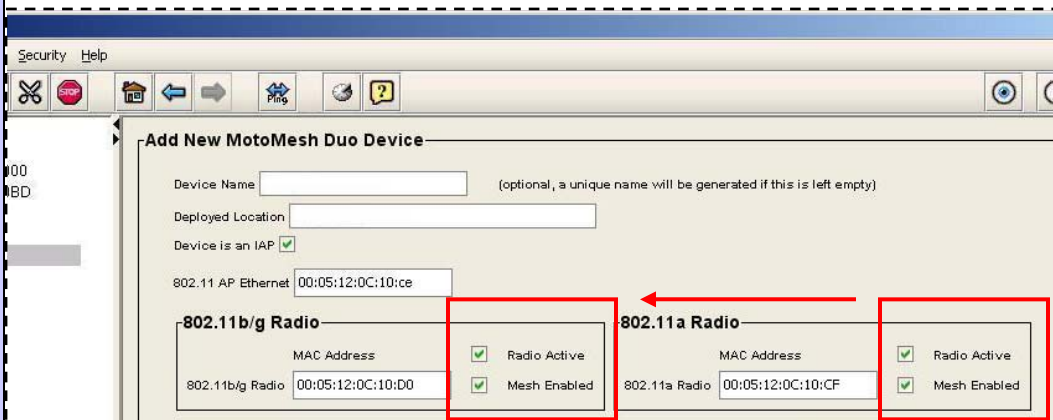 Security Help
STOP Ping ?
Add New MotoMesh Duo Device
Device Name (optional, a unique name will be generated if this is left empty)
Deployed Location
Device is an IAP
802.11 AP Ethernet 00:05:12:0C:10:ce
802.11b/g Radio 802.11a Radio
MAC Address Radio Active MAC Address Radio Active
802.11b/g Radio 00:05:12:0C:10:D0 Mesh Enabled 802.11a Radio 00:05:12:0C:10:CF Mesh Enabled